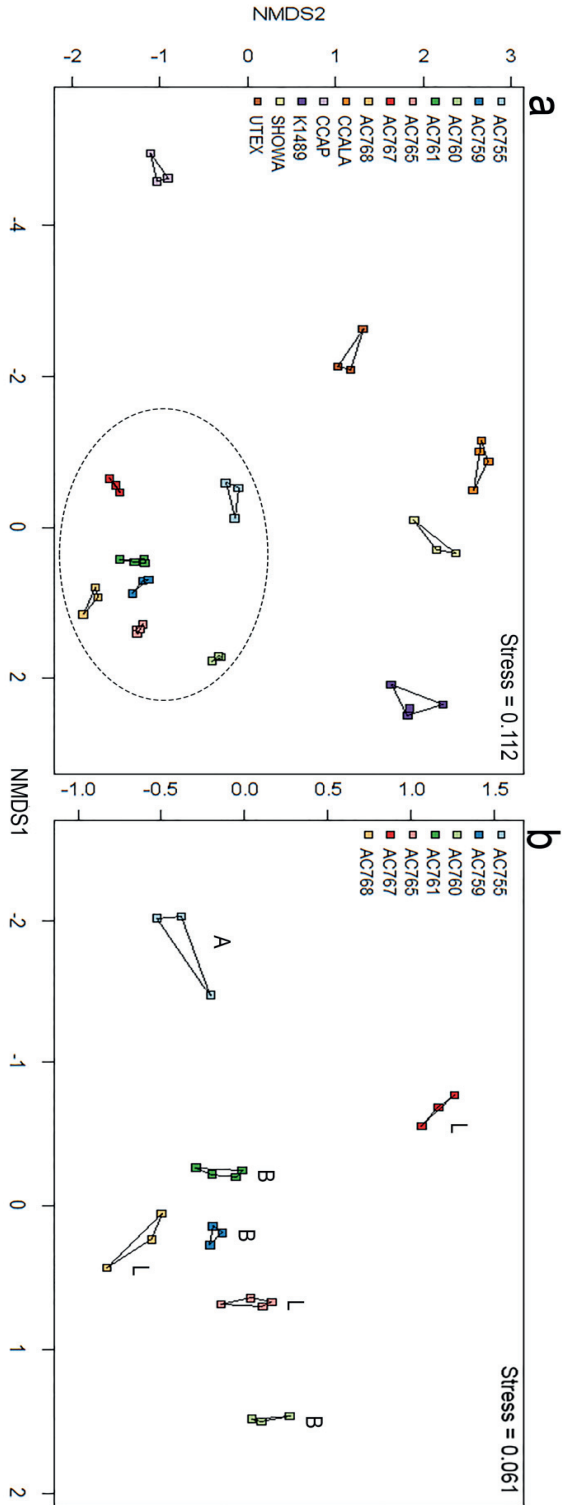 a
NMDS2
3
2
1
0
-1
-2
AC755
AC759
AC760
AC761
AC765
AC767
AC768
CCALA
CCAP
K1489
SHOWA
UTEX
Stress = 0.112
-4
-2
0
2
NMDS1
b
1.5
1.0
0.5
0.0
-0.5
-1.0
AC755
AC759
AC760
AC761
AC765
AC767
AC768
Stress = 0.061
A
L
B
B
L
L
B
-2
-1
0
1
2